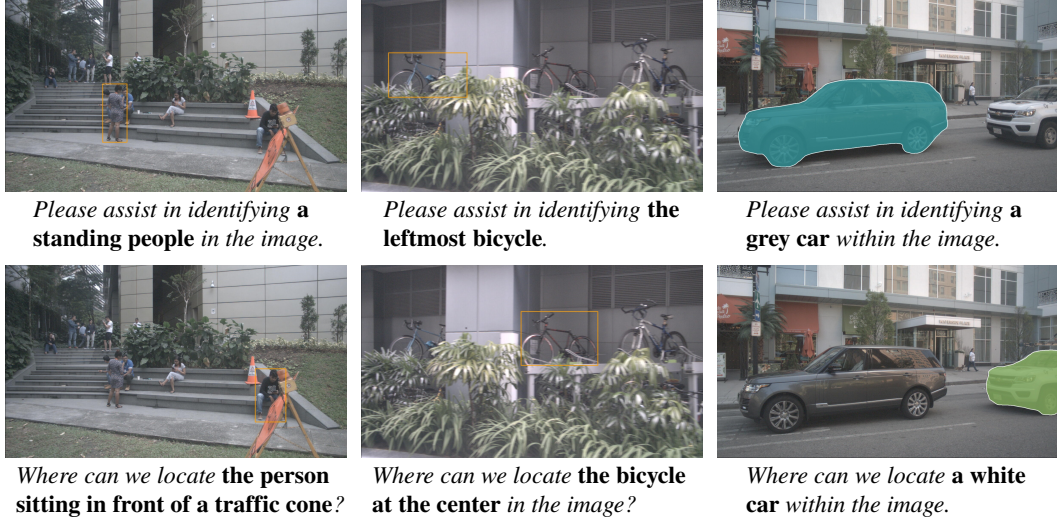 Please assist in identifying a
standing people in the image.
Please assist in identifying the
leftmost bicycle.
Please assist in identifying a
grey car within the image.
Where can we locate the person
sitting in front of a traffic cone?
Where can we locate the bicycle
at the center in the image?
Where can we locate a white
car within the image.